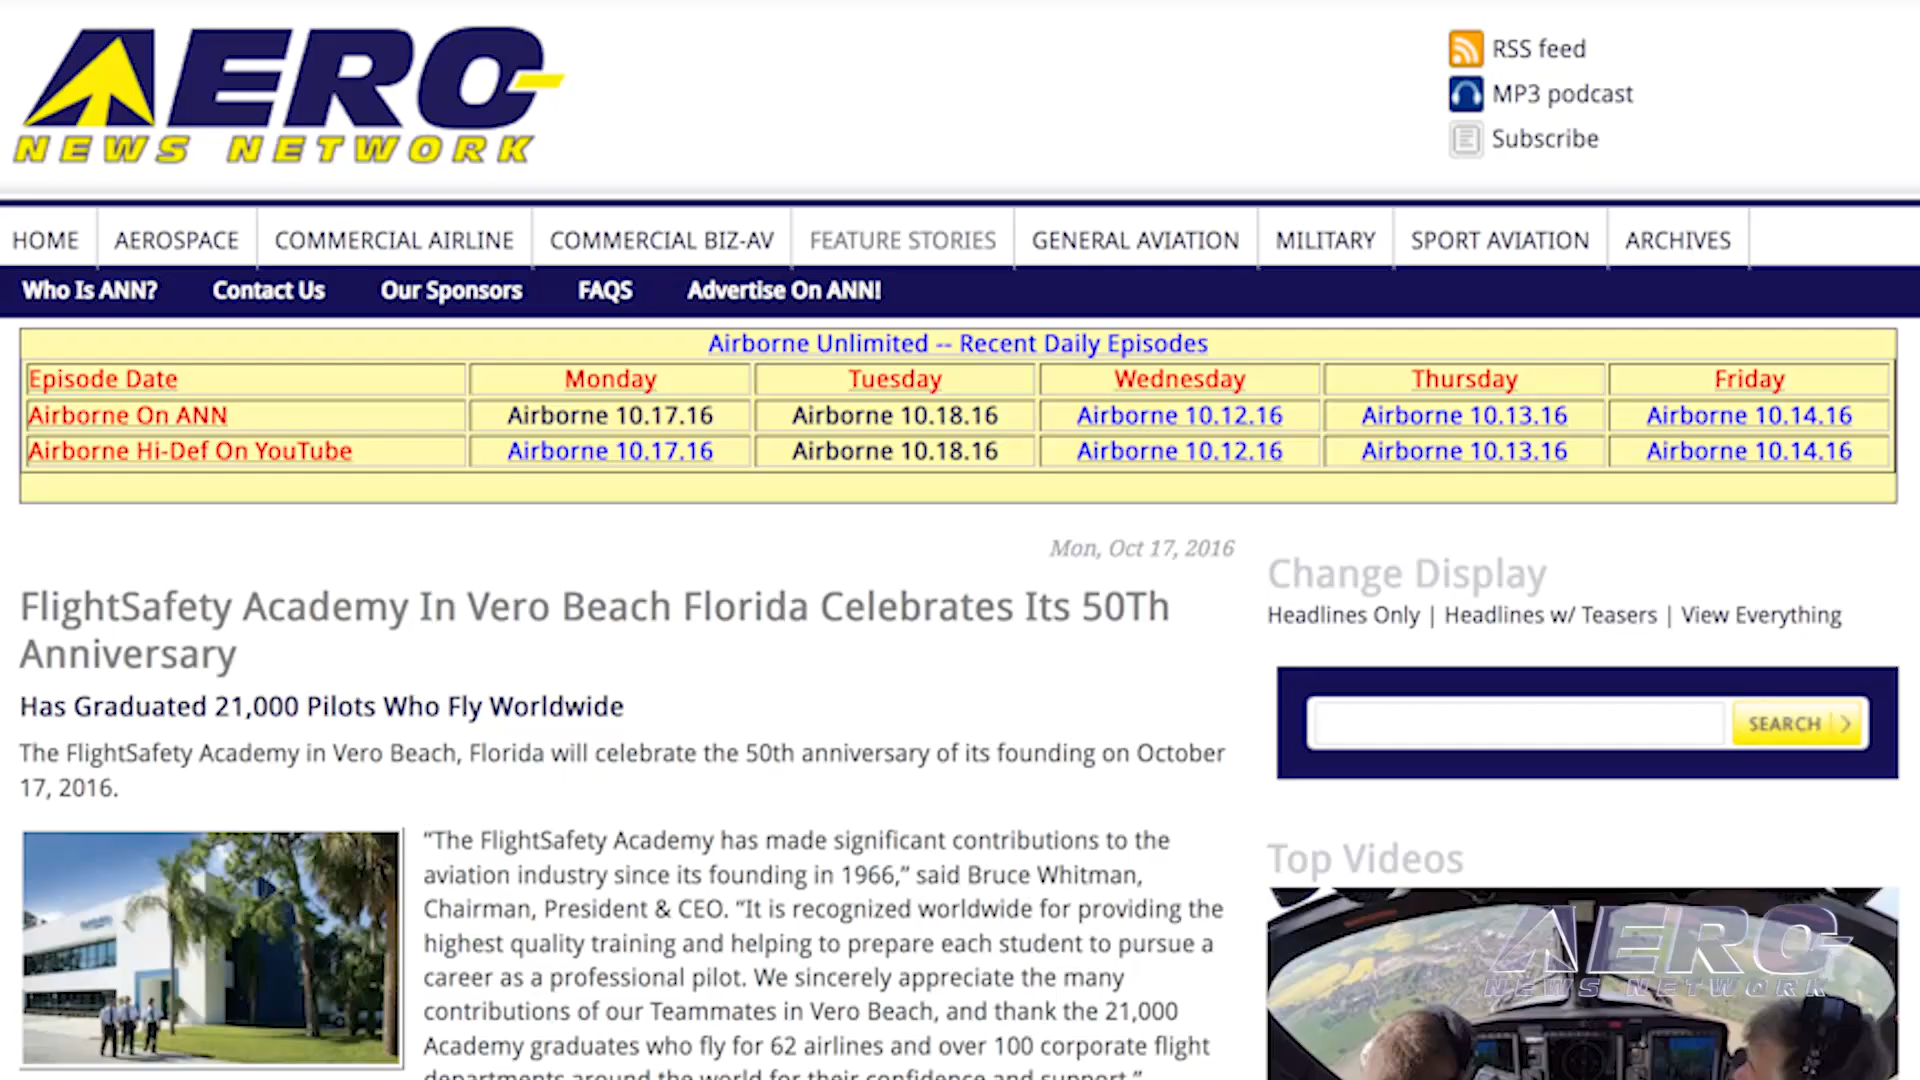 AERO
NEWS NETWORK
RSS feed
MP3 podcast
Subscribe
HOME AEROSPACE COMMERCIAL AIRLINE COMMERCIAL BIZ-AV FEATURE STORIES GENERAL AVIATION MILITARY SPORT AVIATION ARCHIVES
Who Is ANN? Contact Us Our Sponsors FAQS Advertise On ANN!
Airborne Unlimited -- Recent Daily Episodes
Episode Date Monday Tuesday Wednesday Thursday Friday
Airborne On ANN Airborne 10.17.16 Airborne 10.18.16 Airborne 10.12.16 Airborne 10.13.16 Airborne 10.14.16
Airborne Hi-Def On YouTube Airborne 10.17.16 Airborne 10.18.16 Airborne 10.12.16 Airborne 10.13.16 Airborne 10.14.16
Mon, Oct 17, 2016
FlightSafety Academy In Vero Beach Florida Celebrates Its 50Th
Anniversary
Has Graduated 21,000 Pilots Who Fly Worldwide
The FlightSafety Academy in Vero Beach, Florida will celebrate the 50th anniversary of its founding on October
17, 2016.
“The FlightSafety Academy has made significant contributions to the
aviation industry since its founding in 1966,” said Bruce Whitman,
Chairman, President & CEO. “It is recognized worldwide for providing the
highest quality training and helping to prepare each student to pursue a
career as a professional pilot. We sincerely appreciate the many
contributions of our Teammates in Vero Beach, and thank the 21,000
Academy graduates who fly for 62 airlines and over 100 corporate flight
departments around the world for their confidence and support.”
Change Display
Headlines Only | Headlines w/ Teasers | View Everything
SEARCH
Top Videos
AERO
NEWS NETWORK